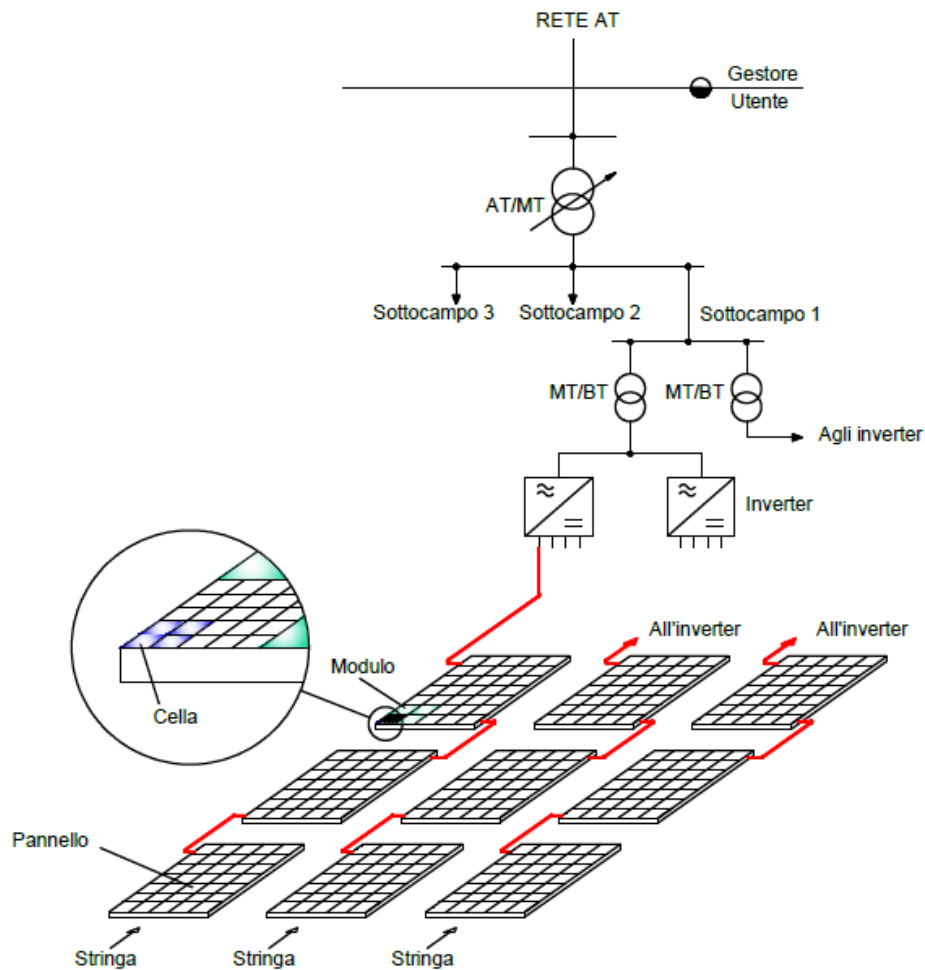 RETE AT
Gestore
Utente
AT/MT
Sottocampo 3
Sottocampo 2
Sottocampo 1
MT/BT
MT/BT
Agli inverter
Inverter
All'inverter
All'inverter
Modulo
Cella
Pannello
Stringa
Stringa
Stringa